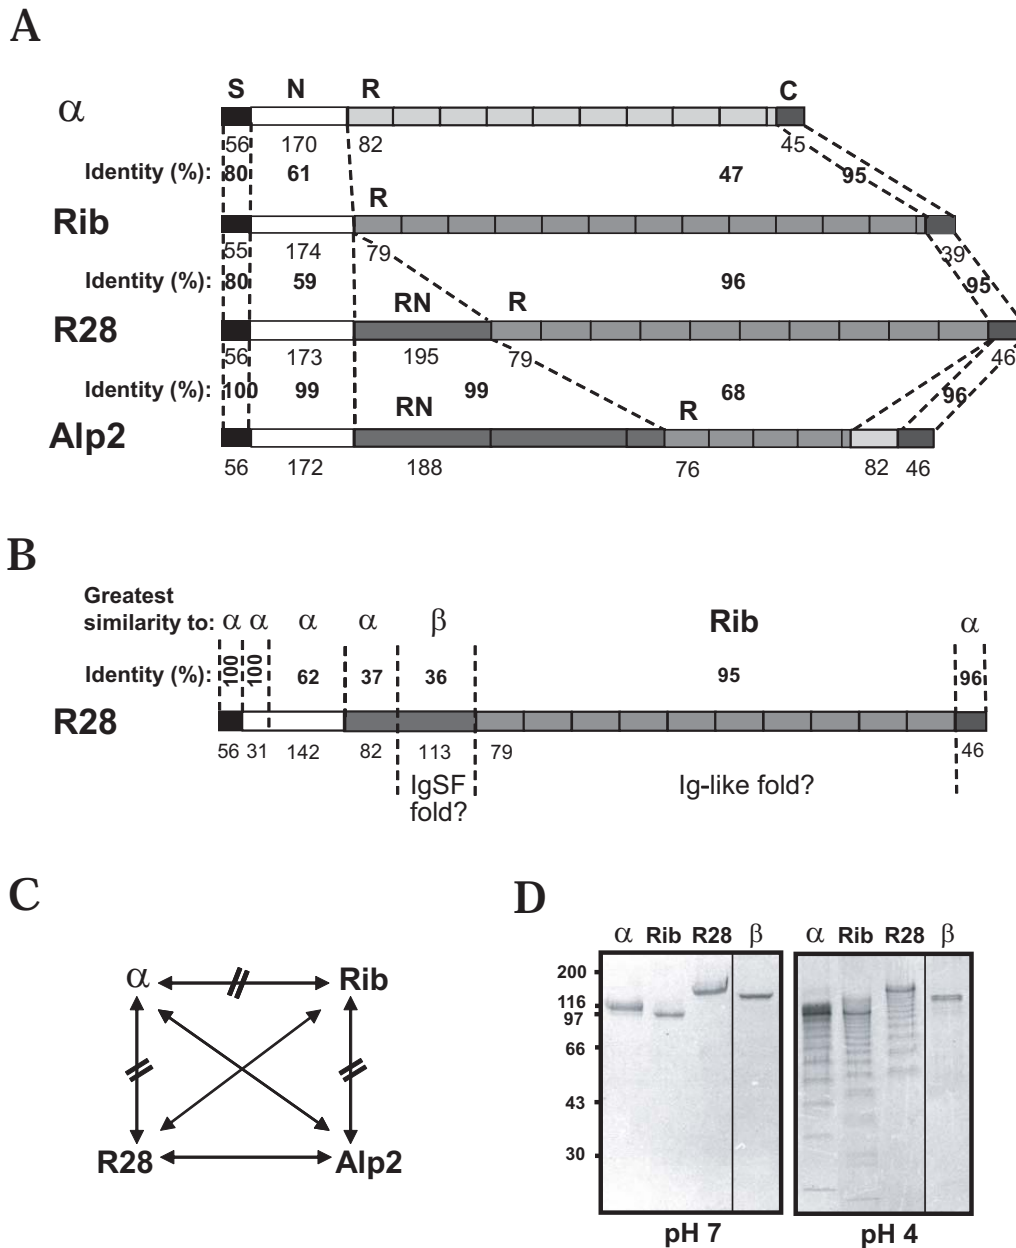 A
S N R C
α
56 170 82 45
Identity (%): 80 61 47 95
R
Rib
55 174 79 39
Identity (%): 80 59 96 95
RN R
R28
56 173 195 79 46
Identity (%): 100 99 99 68 96
RN R
Alp2
56 172 188 76 82 46
B
Greatest
similarity to: α α α α β Rib α
Identity (%): 100 100 62 37 36 95 96
R28
56 31 142 82 113 79 46
IgSF
fold?
Ig-like fold?
C
α Rib
R28 Alp2
D
α Rib R28 β α Rib R28 β
200
116
97
66
43
30
pH 7 pH 4